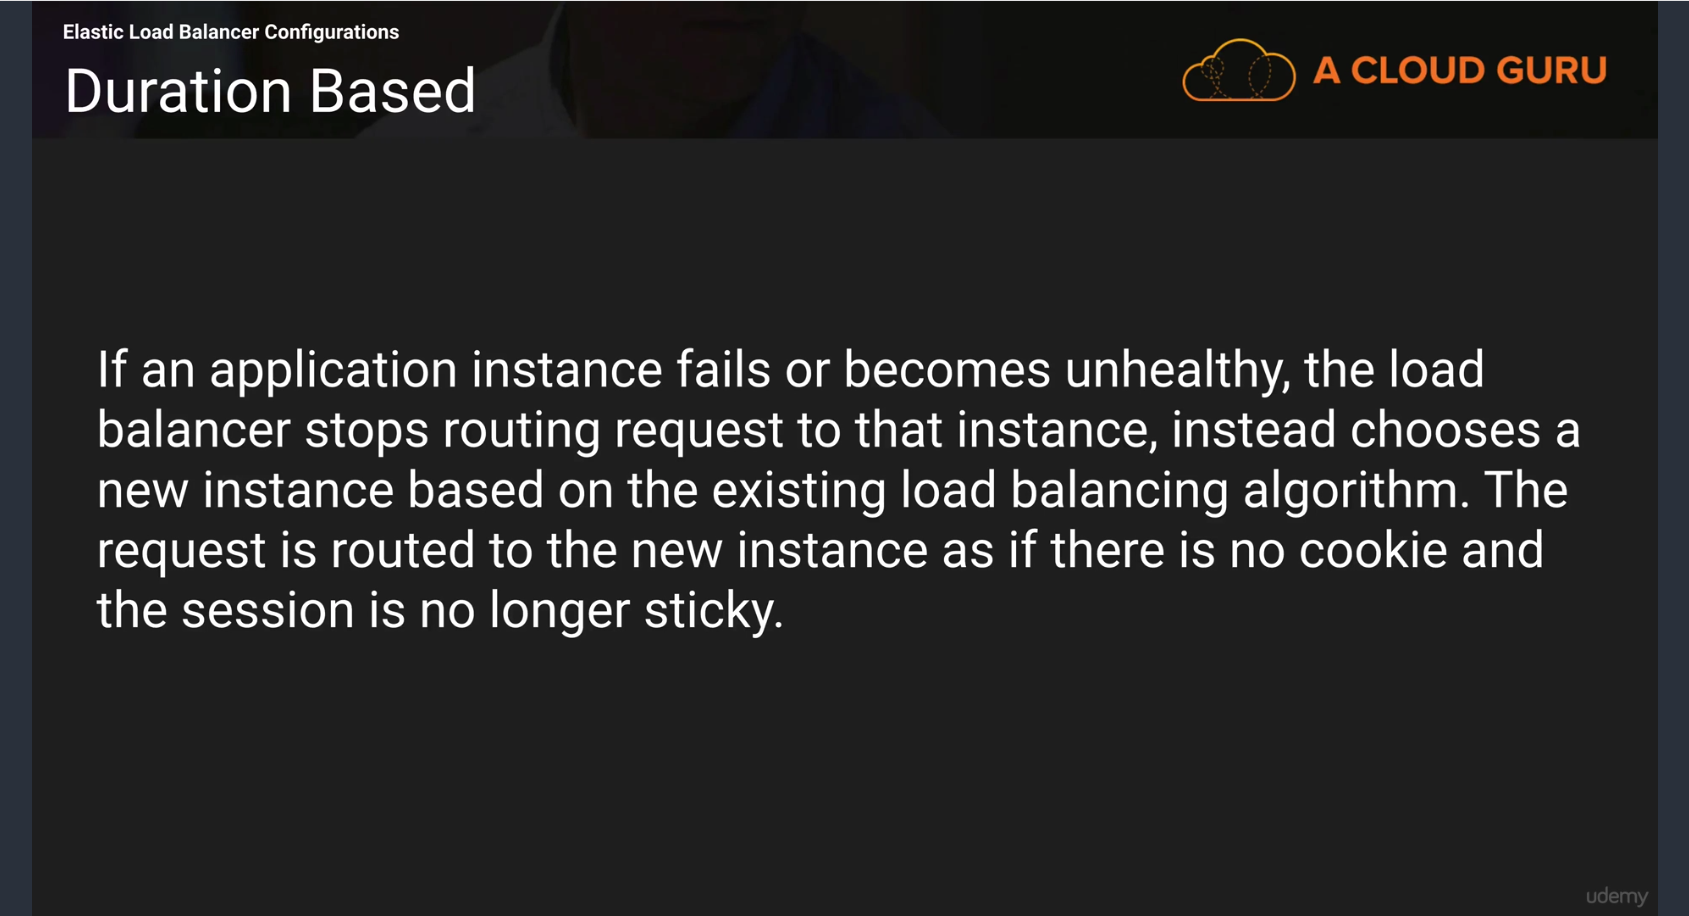 Elastic Load Balancer Configurations
Duration Based
A CLOUD GURU
If an application instance fails or becomes unhealthy, the load
balancer stops routing request to that instance, instead chooses a
new instance based on the existing load balancing algorithm. The
request is routed to the new instance as if there is no cookie and
the session is no longer sticky.
udemy